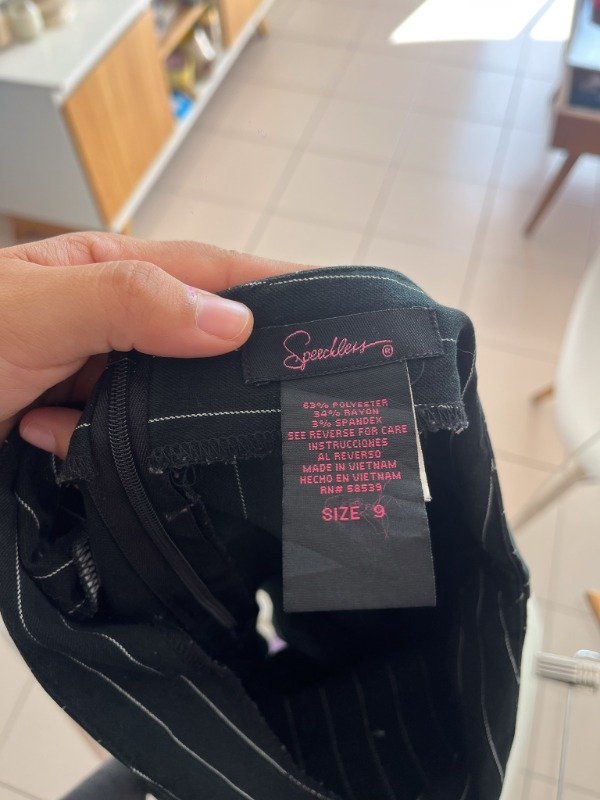 Speechless ®
63% POLYESTER
34% RAYON
3% SPANDEX
SEE REVERSE FOR CARE
INSTRUCCIONES
AL REVERSO
MADE IN VIETNAM
HECHO EN VIETNAM
RN# 58539
SIZE 9